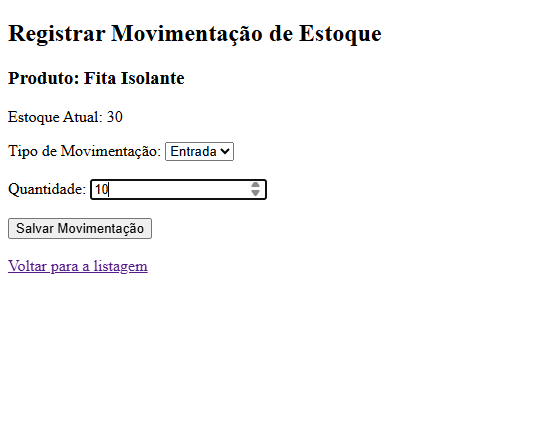 Registrar Movimentação de Estoque
Produto: Fita Isolante
Estoque Atual: 30
Tipo de Movimentação: Entrada
Quantidade: 10
Salvar Movimentação
Voltar para a listagem